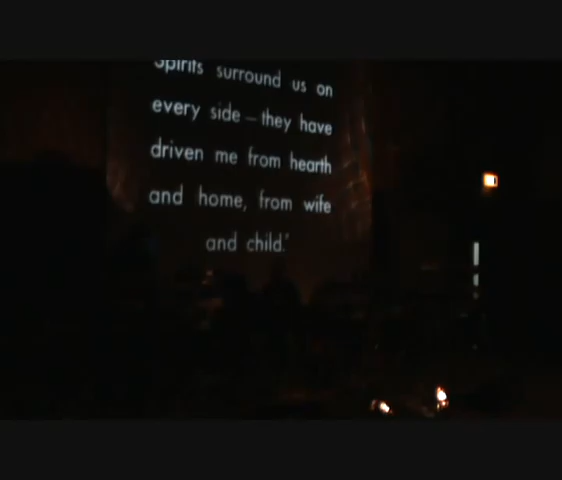 Spirits surround us on
every side – they have
driven me from hearth
and home, from wife
and child.'